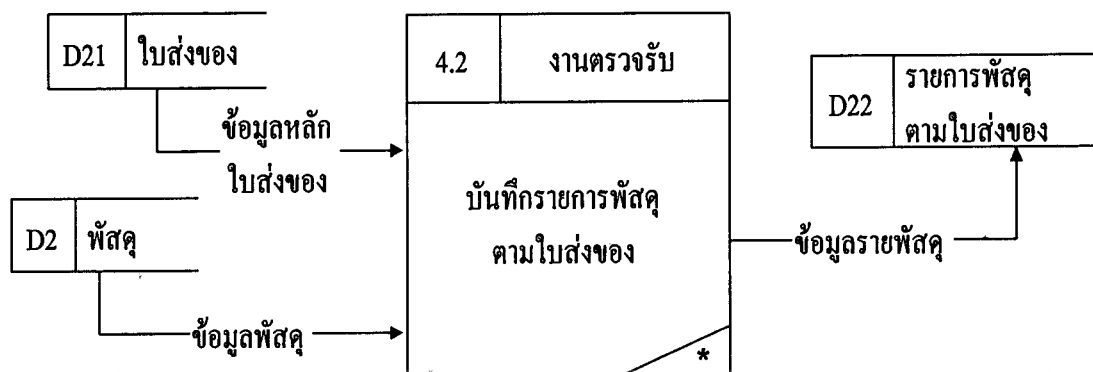 D21 ใบส่งของ
ข้อมูลหลัก
ใบส่งของ
D2 พัสดุ
ข้อมูลพัสดุ
4.2 งานตรวจรับ
บันทึกรายการพัสดุ
ตามใบส่งของ
*
ข้อมูลรายพัสดุ
D22 รายการพัสดุ
ตามใบส่งของ